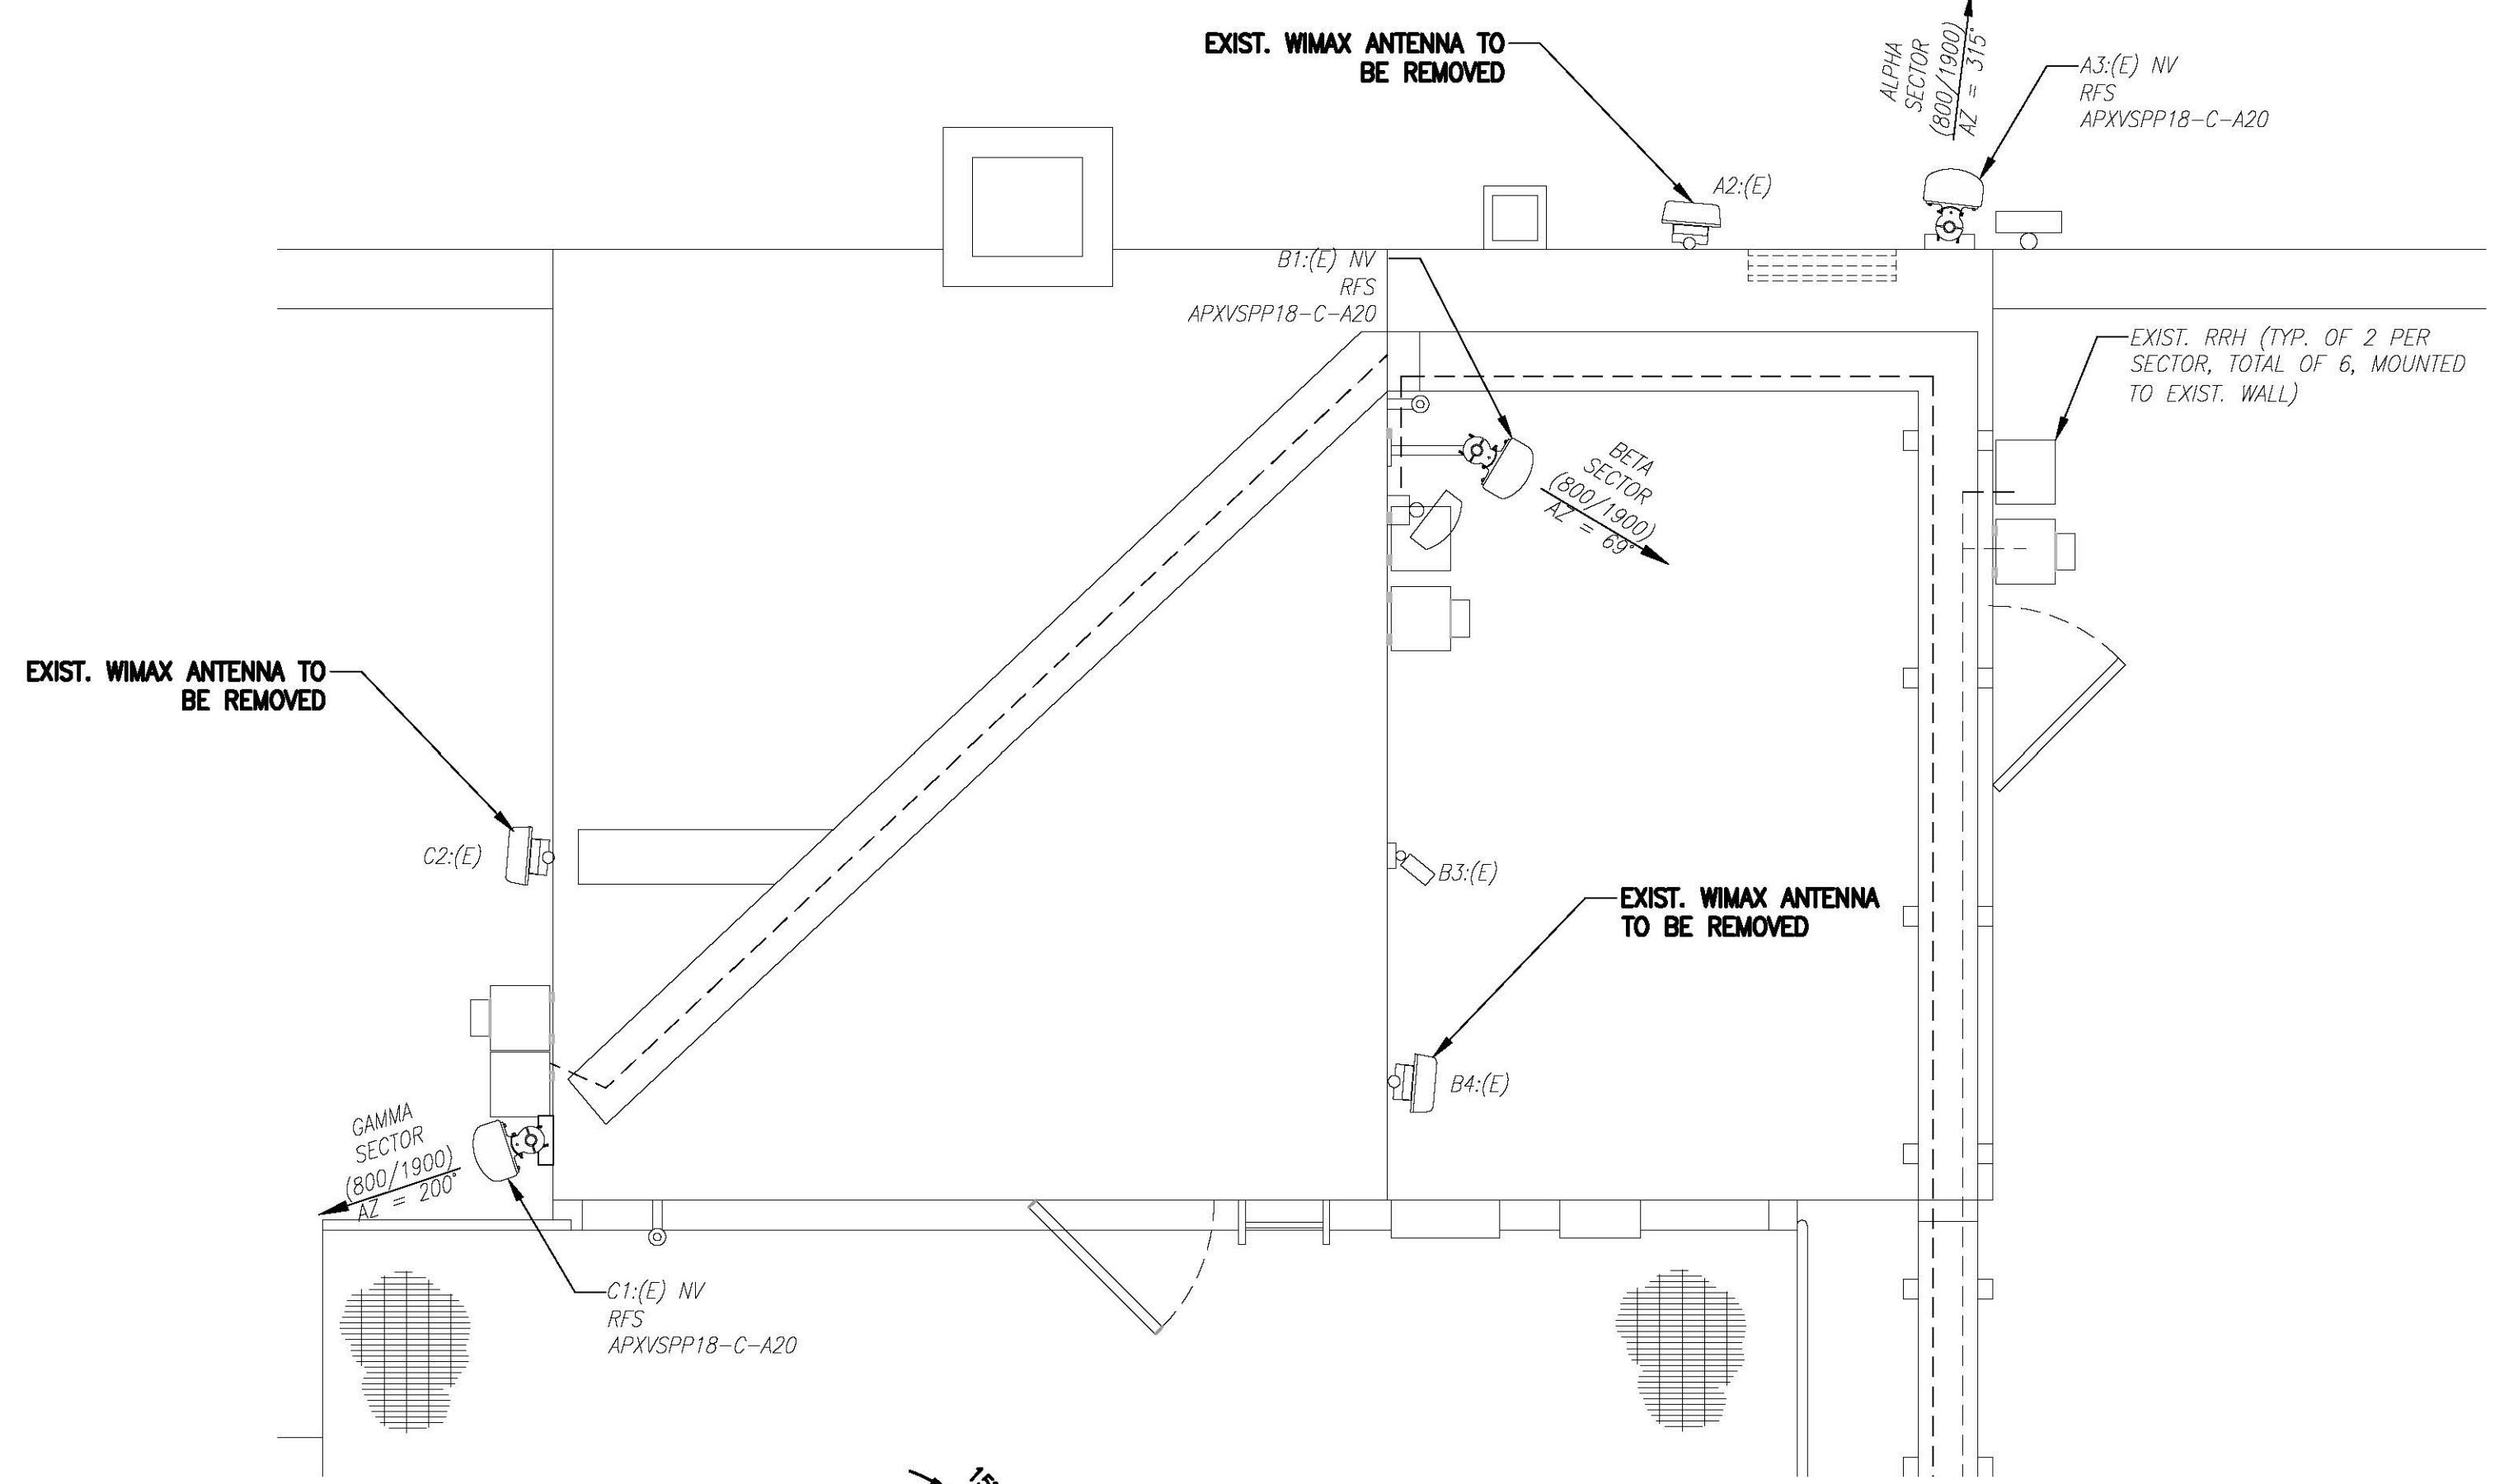 EXIST. WIMAX ANTENNA TO
BE REMOVED
ALPHA
SECTOR
(800/1900)
AZ = 315°
A3:(E) NV
RFS
APXVSPP18-C-A20
A2:(E)
B1:(E) NV
RFS
APXVSPP18-C-A20
EXIST. RRH (TYP. OF 2 PER
SECTOR, TOTAL OF 6, MOUNTED
TO EXIST. WALL)
BETA
SECTOR
(800/1900)
AZ = 69°
EXIST. WIMAX ANTENNA TO
BE REMOVED
C2:(E)
B3:(E)
EXIST. WIMAX ANTENNA
TO BE REMOVED
B4:(E)
GAMMA
SECTOR
(800/1900)
AZ = 200°
C1:(E) NV
RFS
APXVSPP18-C-A20